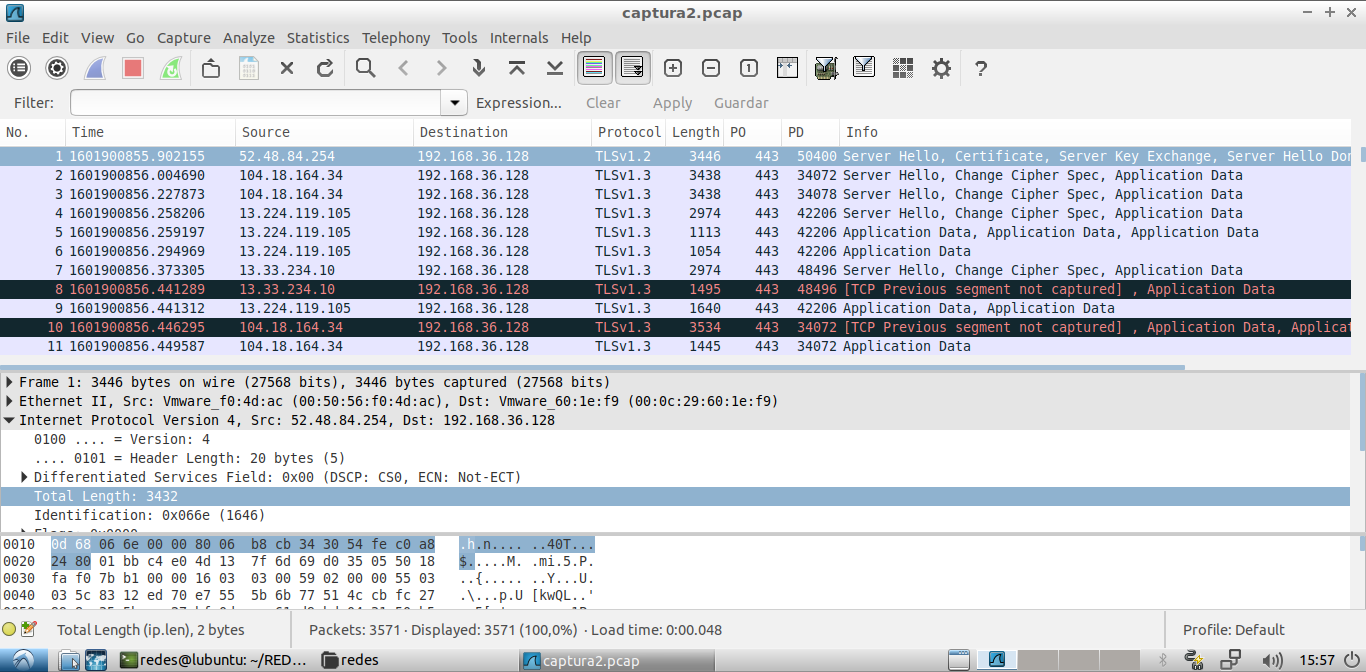 captura2.pcap
File Edit View Go Capture Analyze Statistics Telephony Tools Internals Help
Filter: Expression... Clear Apply Guardar
No. Time Source Destination Protocol Length PO PD Info
1 1601900855.902155 52.48.84.254 192.168.36.128 TLSv1.2 3446 443 50400 Server Hello, Certificate, Server Key Exchange, Server Hello Don
2 1601900856.004690 104.18.164.34 192.168.36.128 TLSv1.3 3438 443 34072 Server Hello, Change Cipher Spec, Application Data
3 1601900856.227873 104.18.164.34 192.168.36.128 TLSv1.3 3438 443 34078 Server Hello, Change Cipher Spec, Application Data
4 1601900856.258206 13.224.119.105 192.168.36.128 TLSv1.3 2974 443 42206 Server Hello, Change Cipher Spec, Application Data
5 1601900856.259197 13.224.119.105 192.168.36.128 TLSv1.3 1113 443 42206 Application Data, Application Data, Application Data
6 1601900856.294969 13.224.119.105 192.168.36.128 TLSv1.3 1054 443 42206 Application Data
7 1601900856.373305 13.33.234.10 192.168.36.128 TLSv1.3 2974 443 48496 Server Hello, Change Cipher Spec, Application Data
8 1601900856.441289 13.33.234.10 192.168.36.128 TLSv1.3 1495 443 48496 [TCP Previous segment not captured] , Application Data
9 1601900856.441312 13.224.119.105 192.168.36.128 TLSv1.3 1640 443 42206 Application Data, Application Data
10 1601900856.446295 104.18.164.34 192.168.36.128 TLSv1.3 3534 443 34072 [TCP Previous segment not captured] , Application Data, Applicat
11 1601900856.449587 104.18.164.34 192.168.36.128 TLSv1.3 1445 443 34072 Application Data
Frame 1: 3446 bytes on wire (27568 bits), 3446 bytes captured (27568 bits)
Ethernet II, Src: Vmware_f0:4d:ac (00:50:56:f0:4d:ac), Dst: Vmware_60:1e:f9 (00:0c:29:60:1e:f9)
Internet Protocol Version 4, Src: 52.48.84.254, Dst: 192.168.36.128
0100 .... = Version: 4
.... 0101 = Header Length: 20 bytes (5)
Differentiated Services Field: 0x00 (DSCP: CS0, ECN: Not-ECT)
Total Length: 3432
Identification: 0x066e (1646)
0010 0d 68 06 6e 00 00 80 06 b8 cb 34 30 54 fe c0 a8 .h.n.... ..40T...
0020 24 80 01 bb c4 e0 4d 13 7f 6d 69 d0 35 05 50 18 $.....M. .mi.5.P.
0030 fa f0 7b b1 00 00 16 03 03 00 59 02 00 00 55 03 ..{..... ..Y...U.
0040 03 5c 83 12 ed 70 e7 55 5b 6b 77 51 4c cb fc 27 .\...p.U [kwQL..'
Total Length (ip.len), 2 bytes Packets: 3571 · Displayed: 3571 (100,0%) · Load time: 0:00.048 Profile: Default
redes@lubuntu: ~/RED... redes captura2.pcap 15:57